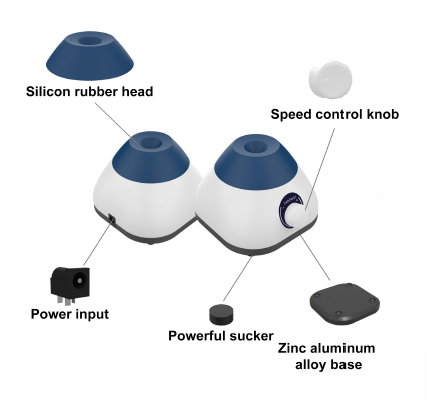 Silicon rubber head
Speed control knob
Power input
Powerful sucker
Zinc aluminum
alloy base